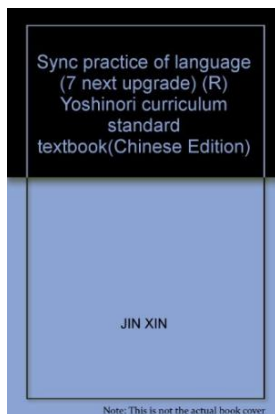 Sync practice of language
(7 next upgrade) (R)
Yoshinori curriculum
standard
textbook(Chinese Edition)
JIN XIN
Note: This is not the actual book cover